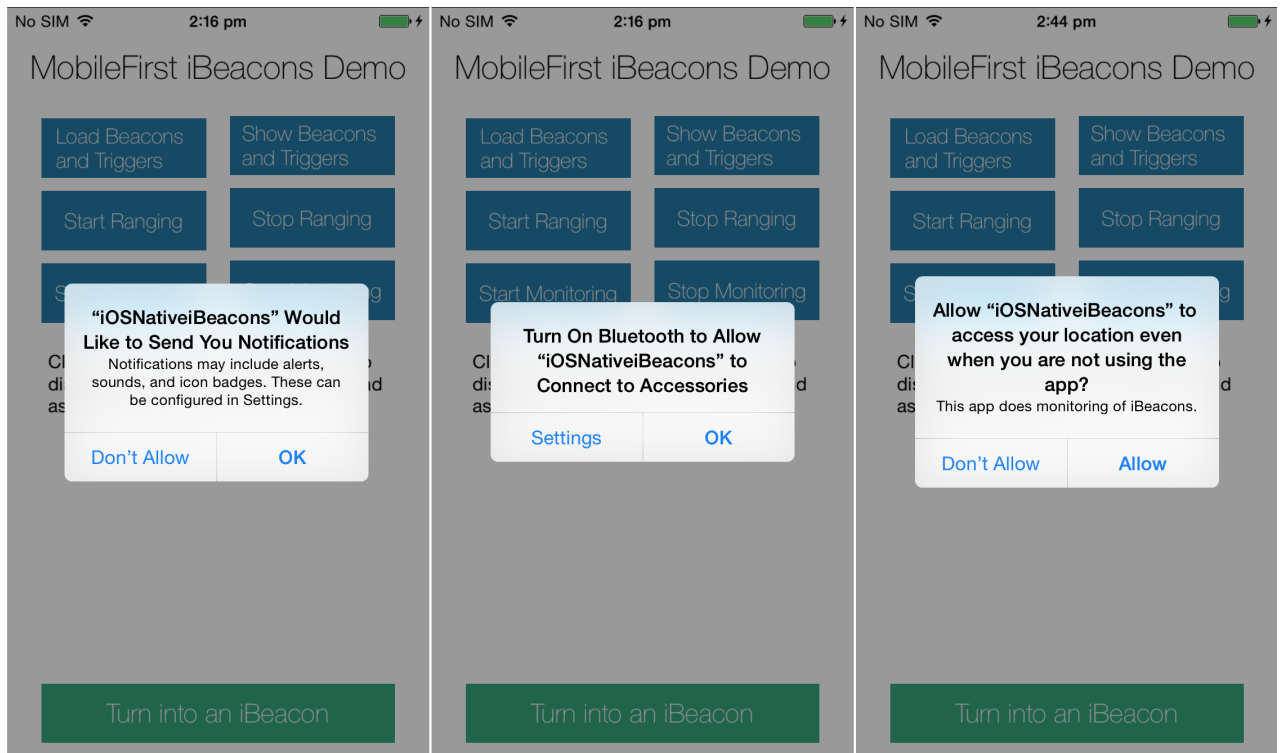 No SIM 2:16 pm
MobileFirst iBeacons Demo
Load Beacons
and Triggers
Show Beacons
and Triggers
Start Ranging
Stop Ranging
“iOSNativeiBeacons” Would
Like to Send You Notifications
Notifications may include alerts,
sounds, and icon badges. These can
be configured in Settings.
Don’t Allow
OK
Turn into an iBeacon
No SIM 2:16 pm
MobileFirst iBeacons Demo
Load Beacons
and Triggers
Show Beacons
and Triggers
Start Ranging
Stop Ranging
Start Monitoring
Stop Monitoring
Turn On Bluetooth to Allow
“iOSNativeiBeacons” to
Connect to Accessories
Settings
OK
Turn into an iBeacon
No SIM 2:44 pm
MobileFirst iBeacons Demo
Load Beacons
and Triggers
Show Beacons
and Triggers
Start Ranging
Stop Ranging
Allow “iOSNativeiBeacons” to
access your location even
when you are not using the
app?
This app does monitoring of iBeacons.
Don’t Allow
Allow
Turn into an iBeacon